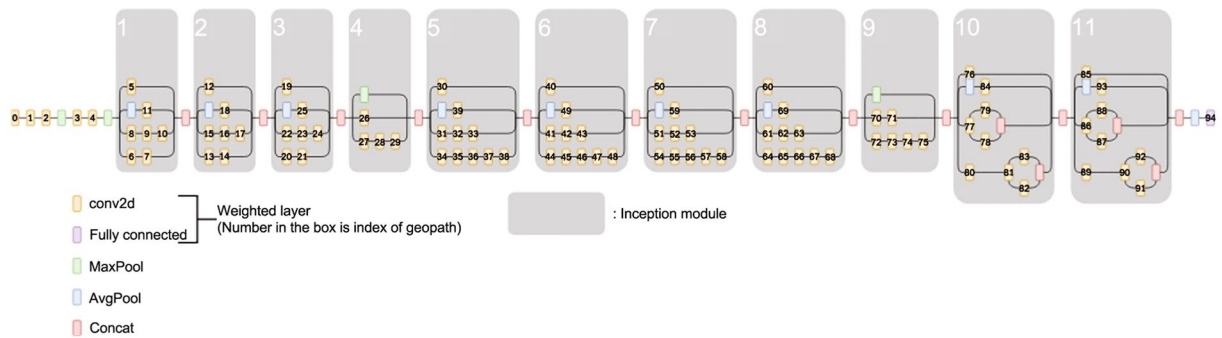 1 2 3 4 5 6 7 8 9 10 11
76 85
5 12 19 30 40 50 60 84 93
11 18 25 39 49 59 69 79 88
0 1 2 3 4 26 70 71 94
77 86
8 9 10 15 16 17 22 23 24 31 32 33 41 42 43 51 52 53 61 62 63
27 28 29 72 73 74 75 78 87
6 7 13 14 20 21 34 35 36 37 38 44 45 46 47 48 54 55 56 57 58 64 65 66 67 68 83 92
80 81 89 90
82 91
conv2d
Fully connected
Weighted layer
(Number in the box is index of geopath)
: Inception module
MaxPool
AvgPool
Concat